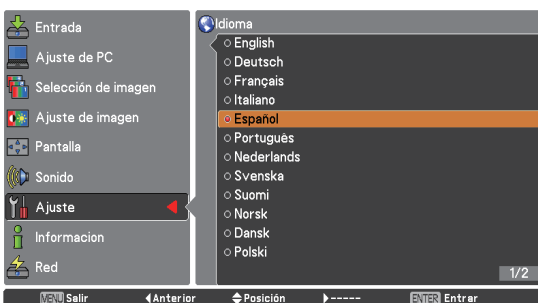 Entrada
Ajuste de PC
Selección de imagen
Ajuste de imagen
Pantalla
Sonido
Ajuste
Informacion
Red
Idioma
English
Deutsch
Français
Italiano
Español
Português
Nederlands
Svenska
Suomi
Norsk
Dansk
Polski
1/2
MENU Salir Anterior Posición ----- ENTER Entrar